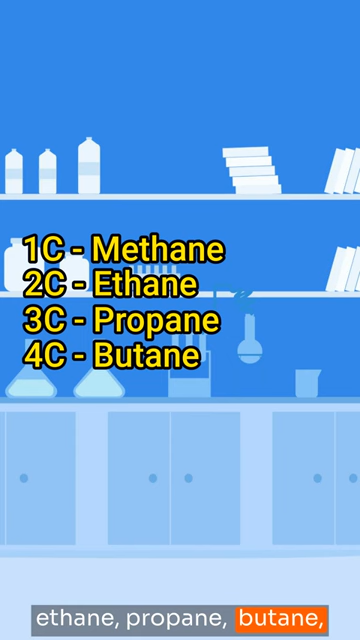 1C - Methane
2C - Ethane
3C - Propane
4C - Butane
ethane, propane, butane,